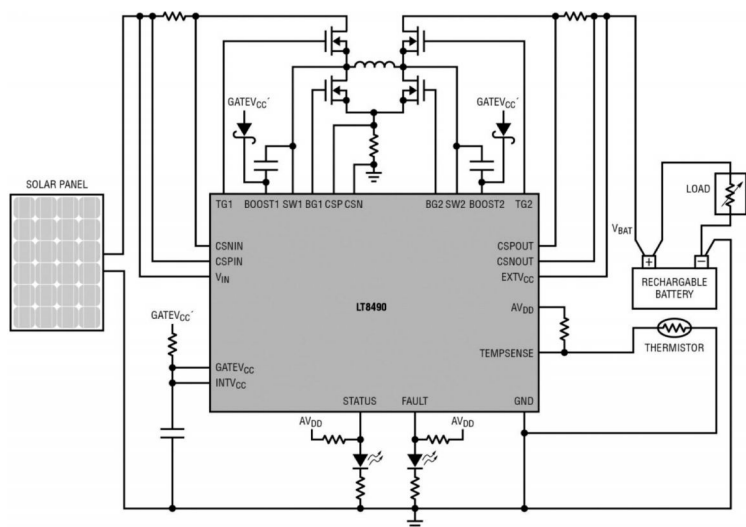 GATEVCC´
GATEVCC´
SOLAR PANEL
LOAD
TG1
BOOST1
SW1
BG1
CSP
CSN
BG2
SW2
BOOST2
TG2
VBAT
CSNIN
CSPIN
VIN
CSPOUT
CSNOUT
EXTVCC
+
−
RECHARGABLE
BATTERY
LT8490
AVDD
GATEVCC´
TEMPSENSE
THERMISTOR
GATEVCC
INTVCC
STATUS
FAULT
GND
AVDD
AVDD